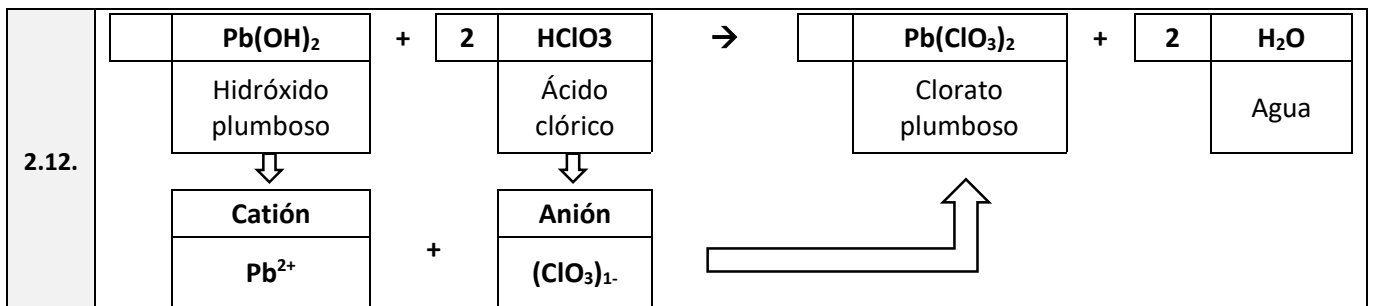 Pb(OH)₂ + 2 HClO3 → Pb(ClO₃)₂ + 2 H₂O
Hidróxido plumboso
Ácido clórico
Clorato plumboso
Agua
2.12.
Catión + Anión
Pb²⁺
(ClO₃)₁₋